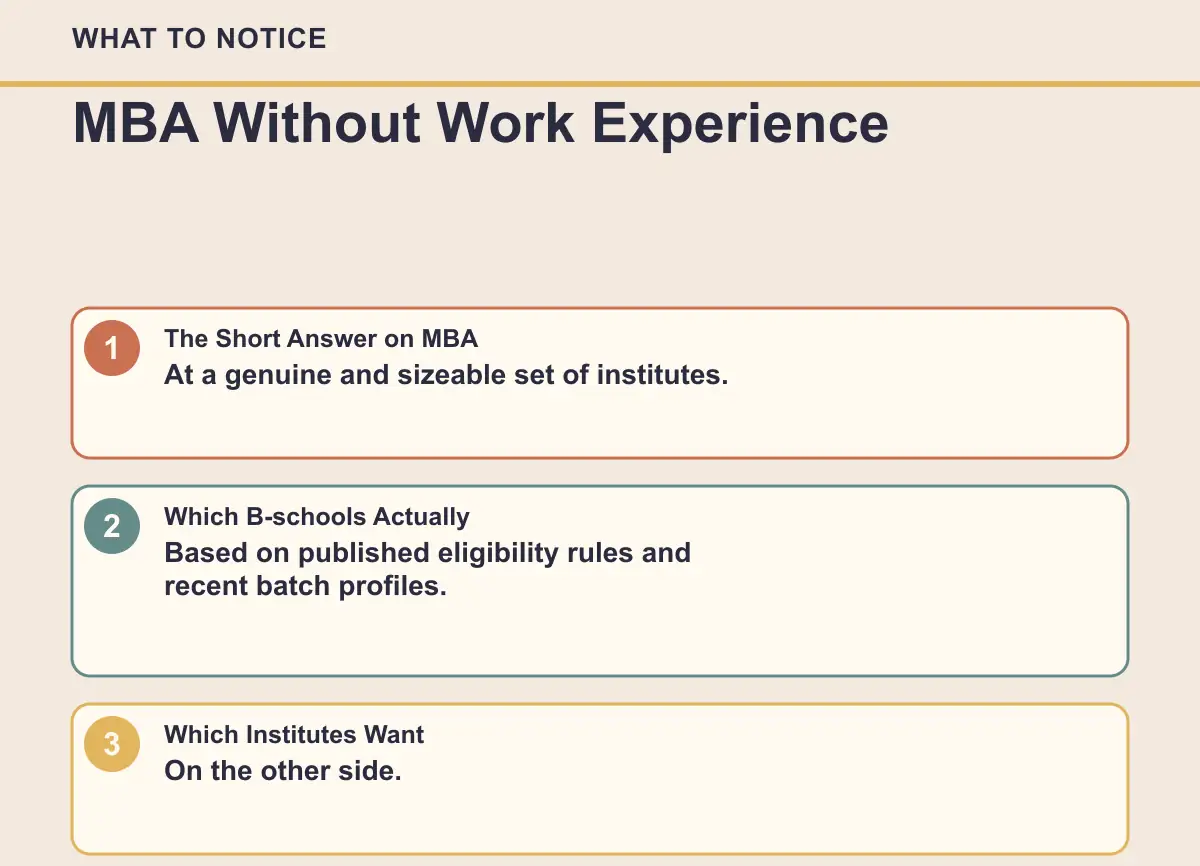 WHAT TO NOTICE
MBA Without Work Experience
1
The Short Answer on MBA
At a genuine and sizeable set of institutes.
2
Which B-schools Actually
Based on published eligibility rules and
recent batch profiles.
3
Which Institutes Want
On the other side.